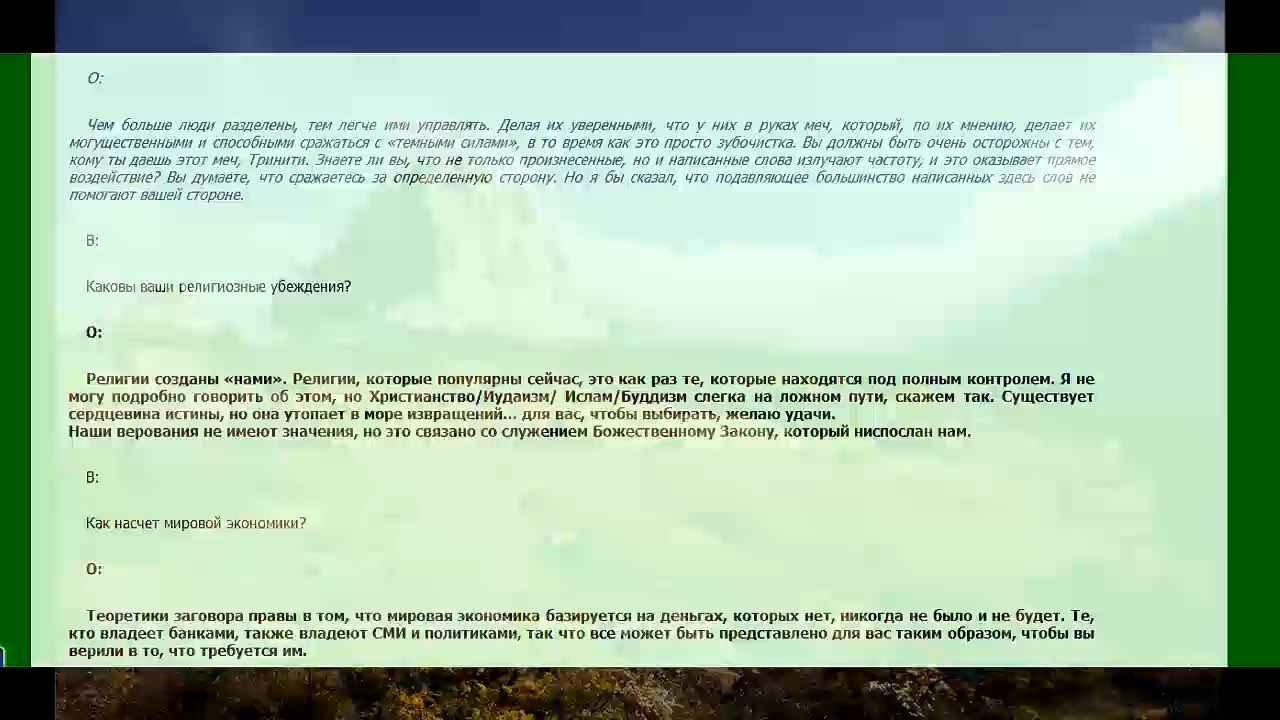 О:
Чем больше люди разделены, тем легче ими управлять. Делая их уверенными, что у них в руках меч, который, по их мнению, делает их
могущественными и способными сражаться с «темными силами», в то время как это просто зубочистка. Вы должны быть очень осторожны с тем,
кому ты даешь этот меч, Тринити. Знаете ли вы, что не только произнесенные, но и написанные слова излучают частоту, и это оказывает прямое
воздействие? Вы думаете, что сражаетесь за определенную сторону. Но я бы сказал, что подавляющее большинство написанных здесь слов не
помогают вашей стороне.
В:
Каковы ваши религиозные убеждения?
О:
Религии созданы «нами». Религии, которые популярны сейчас, это как раз те, которые находятся под полным контролем. Я не
могу подробно говорить об этом, но Христианство/Иудаизм/ Ислам/Буддизм слегка на ложном пути, скажем так. Существует
сердцевина истины, но она утопает в море извращений... для вас, чтобы выбирать, желаю удачи.
Наши верования не имеют значения, но это связано со служением Божественному Закону, который ниспослан нам.
В:
Как насчет мировой экономики?
О:
Теоретики заговора правы в том, что мировая экономика базируется на деньгах, которых нет, никогда не было и не будет. Те,
кто владеет банками, также владеют СМИ и политиками, так что все может быть представлено для вас таким образом, чтобы вы
верили в то, что требуется им.